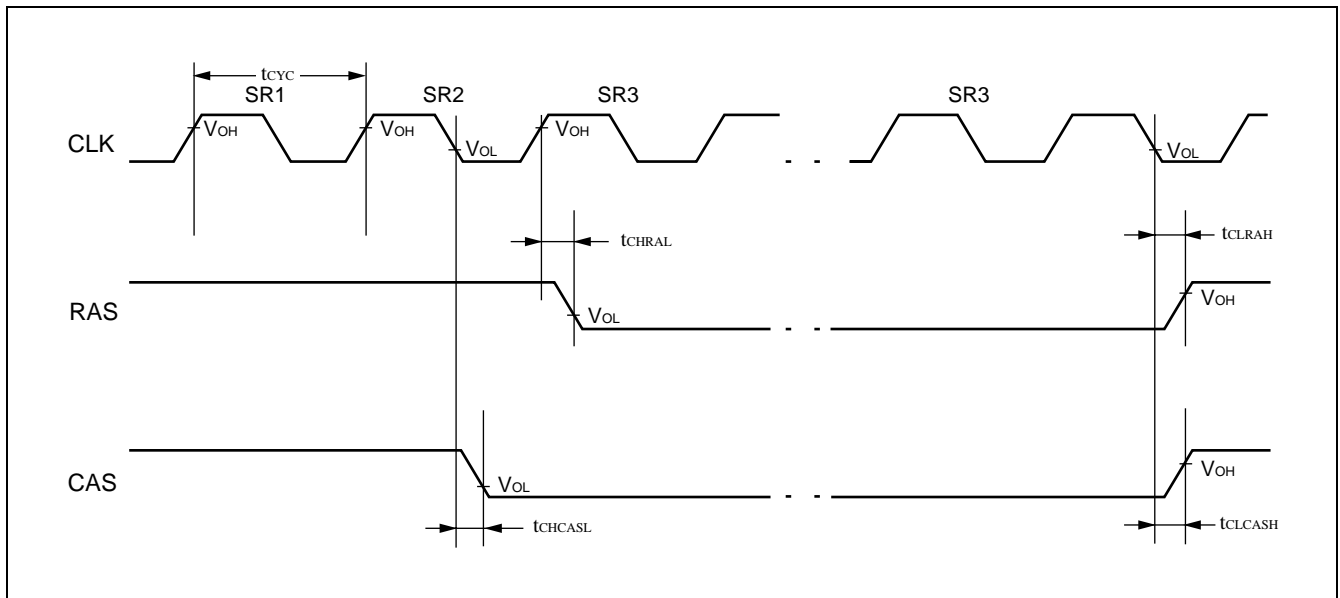 tCYC
SR1 SR2 SR3 SR3
CLK VOH VOH VOL VOH VOL
tCHRAL tCLRAH
RAS VOL VOH
CAS VOL VOH
tCHCASL tCLCASH